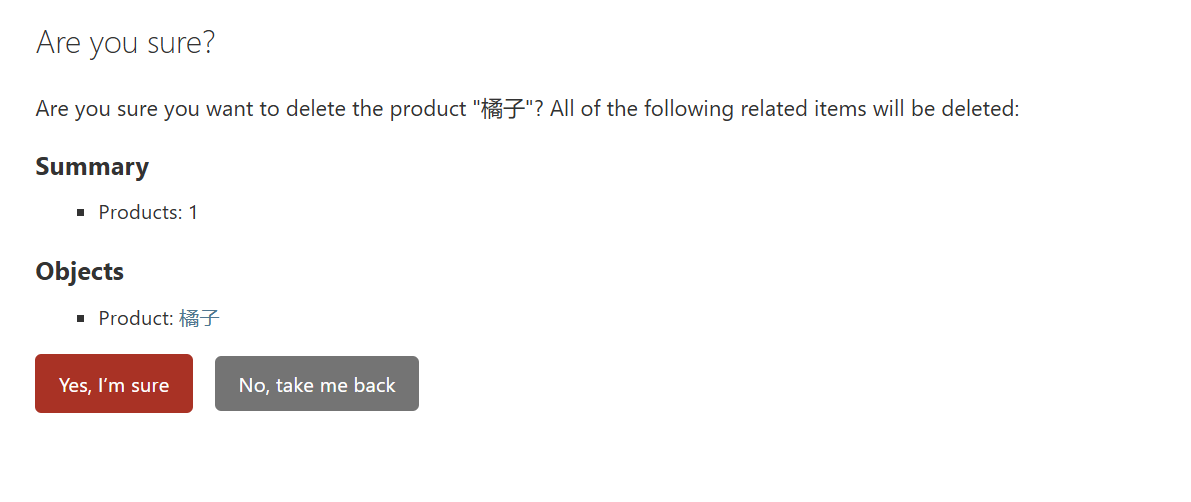 Are you sure?
Are you sure you want to delete the product "橘子"? All of the following related items will be deleted:
Summary
Products: 1
Objects
Product: 橘子
Yes, I’m sure
No, take me back